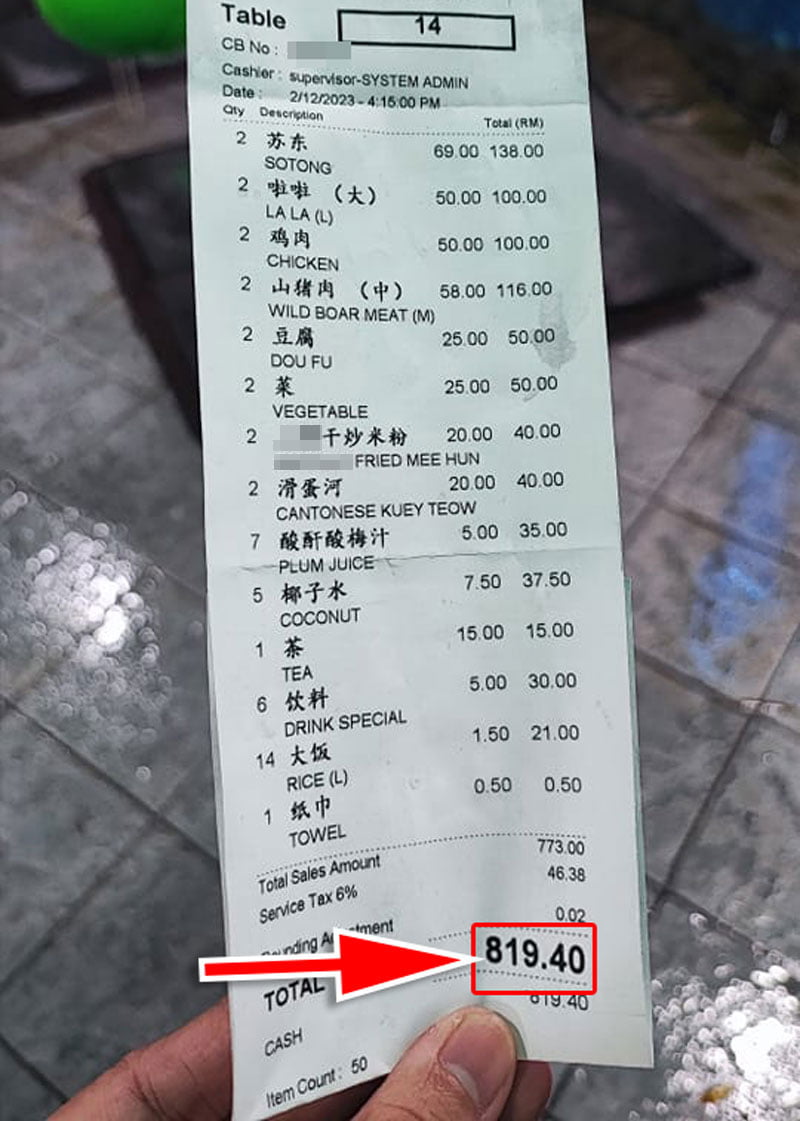 Table 14
CB No :
Cashier : supervisor-SYSTEM ADMIN
Date : 2/12/2023 - 4:15:00 PM
Qty Description Total (RM)
2 苏东 69.00 138.00
SOTONG
2 啦啦 （大） 50.00 100.00
LA LA (L)
2 鸡肉 50.00 100.00
CHICKEN
2 山猪肉 （中） 58.00 116.00
WILD BOAR MEAT (M)
2 豆腐 25.00 50.00
DOU FU
2 菜 25.00 50.00
VEGETABLE
2 干炒米粉 20.00 40.00
FRIED MEE HUN
2 滑蛋河 20.00 40.00
CANTONESE KUEY TEOW
7 酸酐酸梅汁 5.00 35.00
PLUM JUICE
5 椰子水 7.50 37.50
COCONUT
1 茶 15.00 15.00
TEA
6 饮料 5.00 30.00
DRINK SPECIAL
14 大饭 1.50 21.00
RICE (L)
1 纸巾 0.50 0.50
TOWEL
Total Sales Amount 773.00
Service Tax 6% 46.38
0.02
TOTAL 819.40
CASH 819.40
Item Count : 50